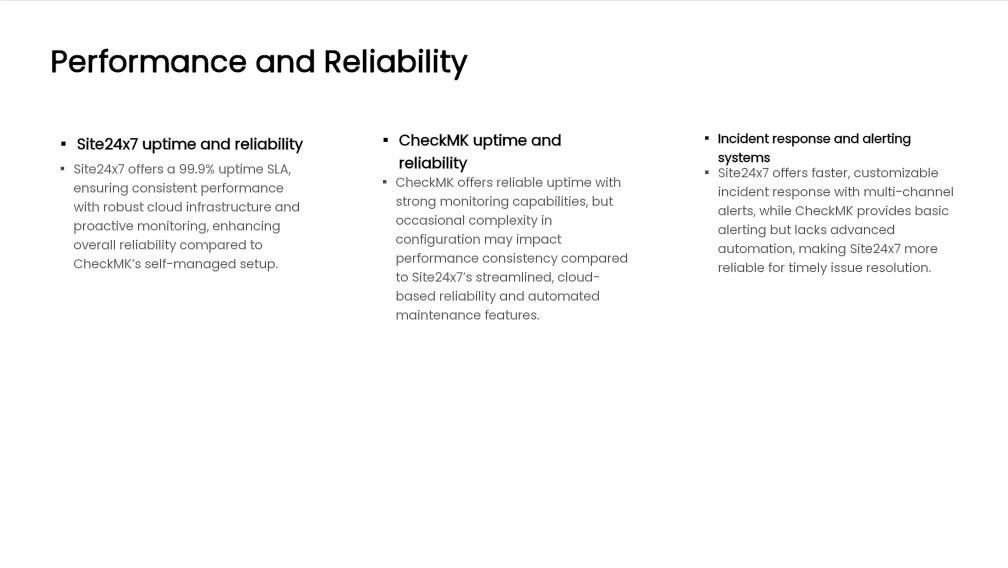 Performance and Reliability
▪ Site24x7 uptime and reliability
▪ Site24x7 offers a 99.9% uptime SLA,
ensuring consistent performance
with robust cloud infrastructure and
proactive monitoring, enhancing
overall reliability compared to
CheckMK’s self-managed setup.
▪ CheckMK uptime and
reliability
▪ CheckMK offers reliable uptime with
strong monitoring capabilities, but
occasional complexity in
configuration may impact
performance consistency compared
to Site24x7’s streamlined, cloud-
based reliability and automated
maintenance features.
▪ Incident response and alerting
systems
▪ Site24x7 offers faster, customizable
incident response with multi-channel
alerts, while CheckMK provides basic
alerting but lacks advanced
automation, making Site24x7 more
reliable for timely issue resolution.